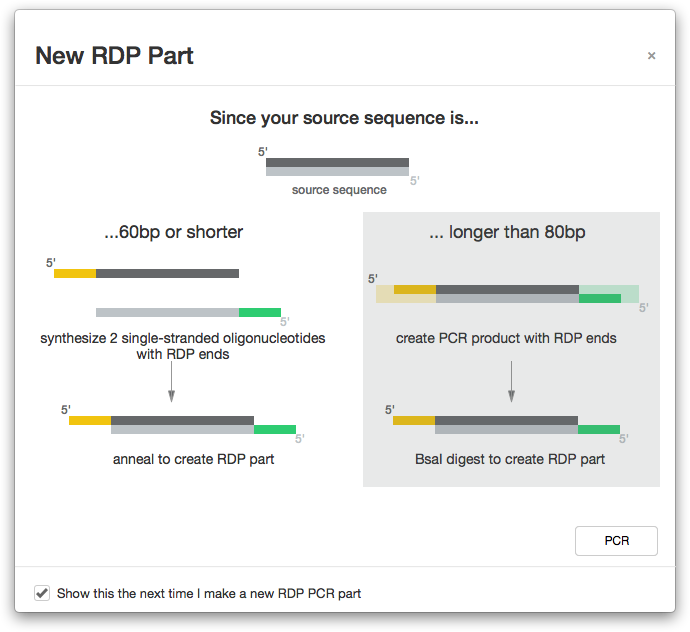 New RDP Part
×
Since your source sequence is...
5'
5'
source sequence
...60bp or shorter
5'
5'
synthesize 2 single-stranded oligonucleotides
with RDP ends
5'
5'
anneal to create RDP part
... longer than 80bp
5'
5'
create PCR product with RDP ends
5'
5'
BsaI digest to create RDP part
PCR
Show this the next time I make a new RDP PCR part